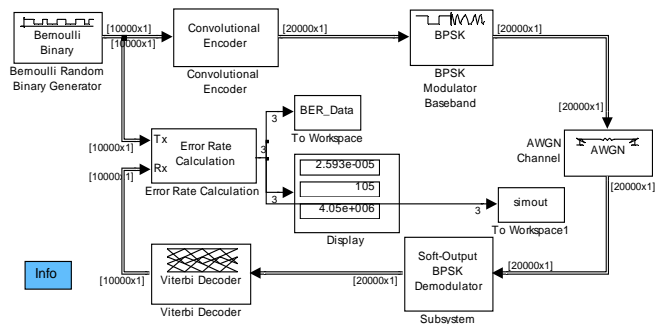 [10000x1]
[10000x1]
Bernoulli
Binary
Bernoulli Random
Binary Generator
Convolutional
Encoder
Convolutional
Encoder
[20000x1]
BPSK
BPSK
Modulator
Baseband
[20000x1]
[20000x1]
AWGN
Channel
AWGN
[20000x1]
Tx
Rx
[10000x1]
[10000x1]
Error Rate
Calculation
Error Rate Calculation
3
3
BER_Data
To Workspace
3
2.593e-005
105
4.05e+006
Display
3
simout
To Workspace1
Info
[10000x1]
Viterbi Decoder
Viterbi Decoder
[20000x1]
Soft-Output
BPSK
Demodulator
Subsystem
[20000x1]